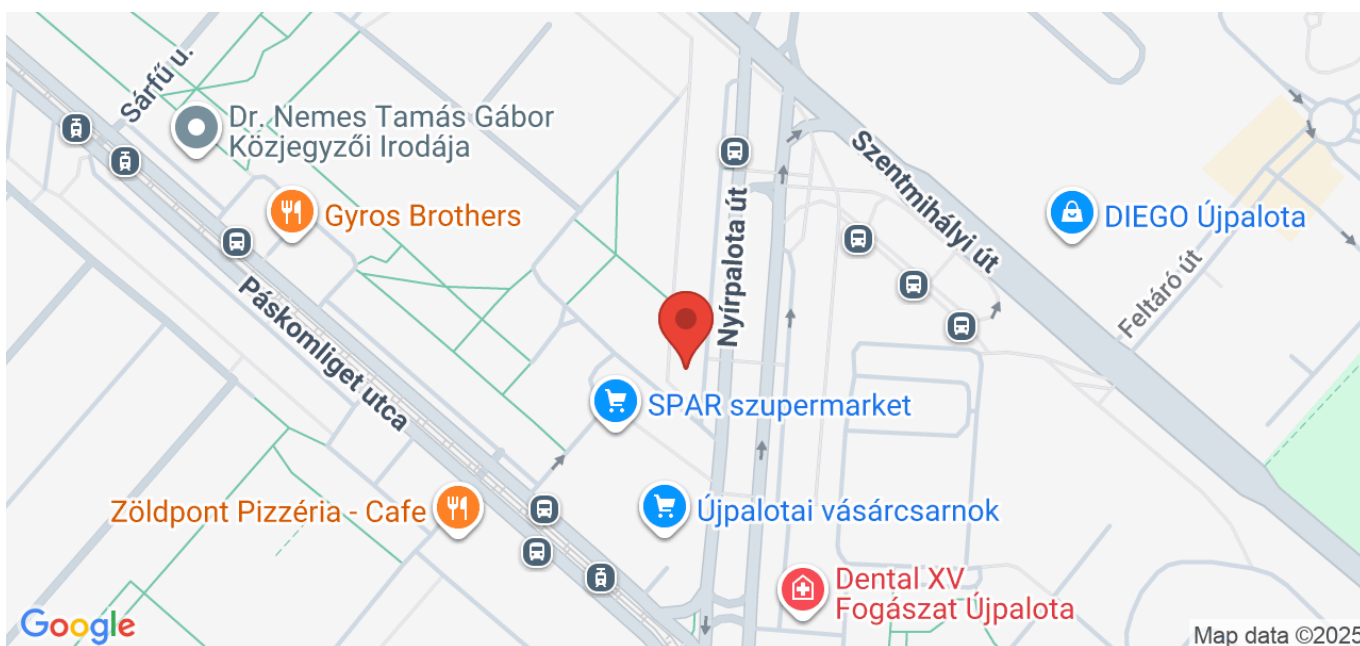 Sárfű u.
Dr. Nemes Tamás Gábor
Közjegyzői Irodája
Gyros Brothers
Páskomliget utca
Nyírpalota út
Szentmihályi út
DIEGO Újpalota
Feltáró út
SPAR szupermarket
Zöldpont Pizzéria - Cafe
Újpalotai vásárcsarnok
Dental XV
Fogászat Újpalota
Google
Map data ©2025